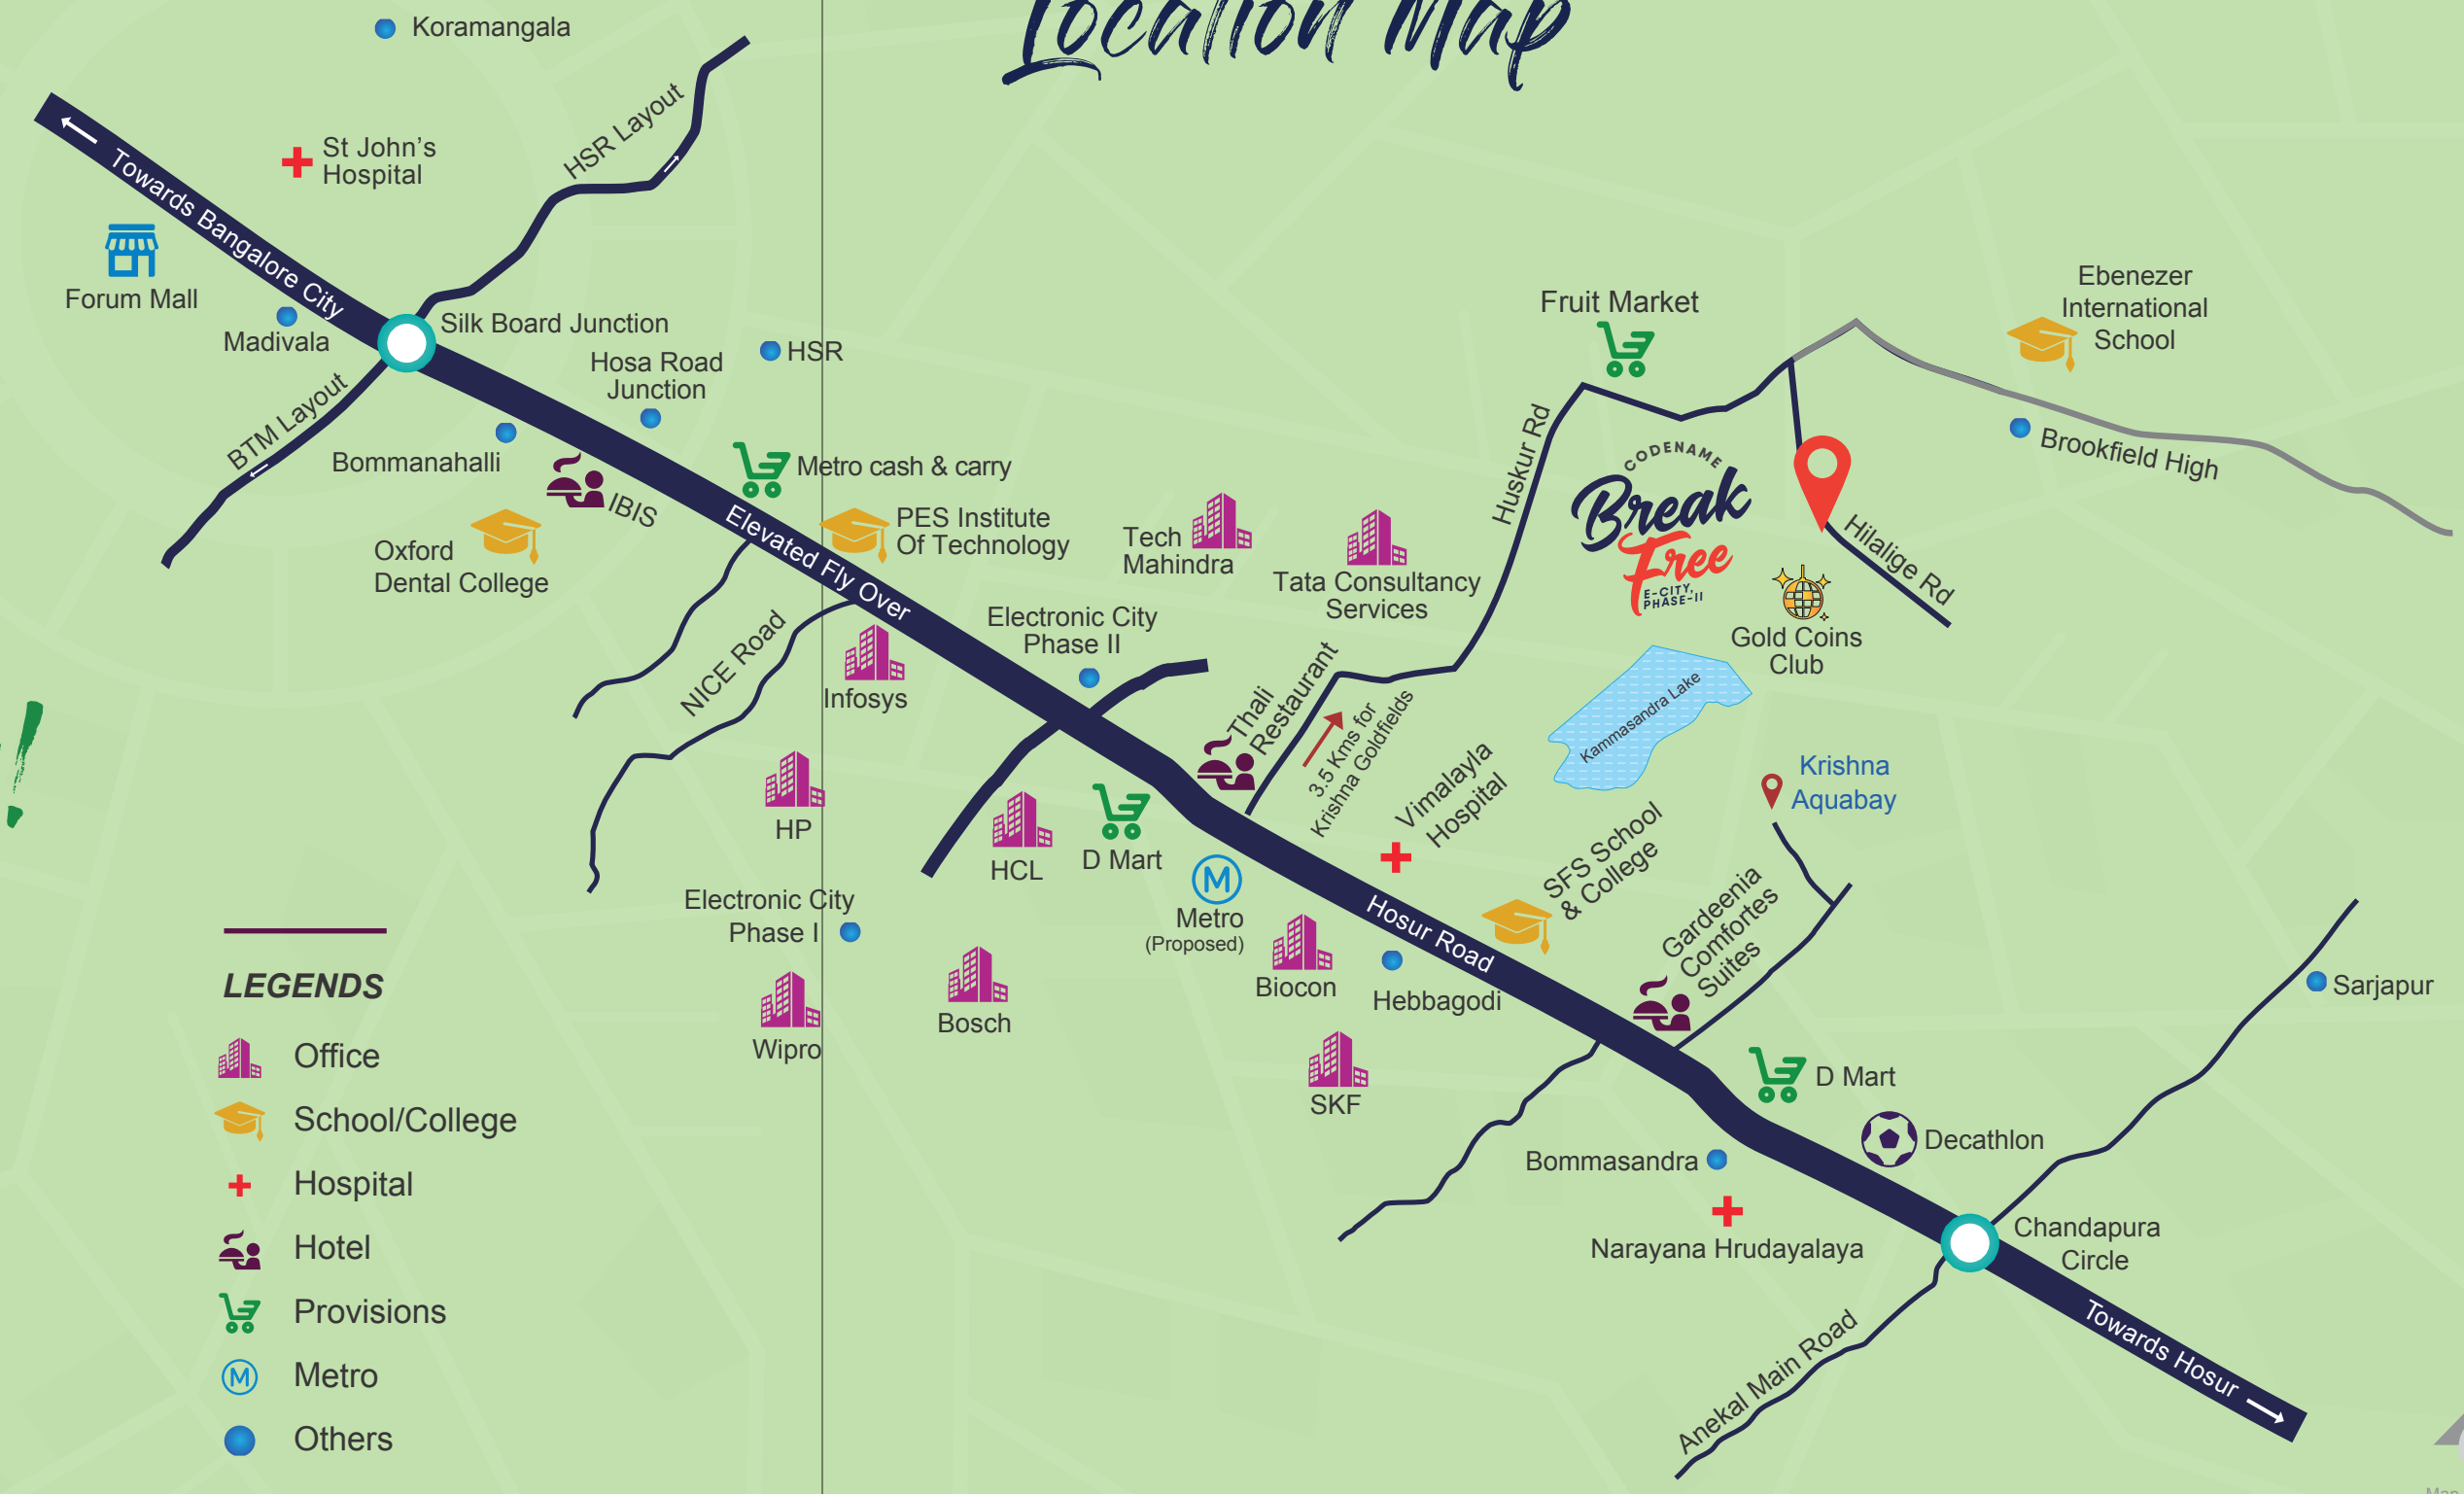 Location Map
Koramangala
St John's
Hospital
HSR Layout
Towards Bangalore City
Forum Mall
Madivala
Silk Board Junction
BTM Layout
Hosa Road
Junction
HSR
Bommanahalli
IBIS
Metro cash & carry
Oxford
Dental College
Elevated Fly Over
PES Institute
Of Technology
Tech
Mahindra
Tata Consultancy
Services
Electronic City
Phase II
NICE Road
Infosys
HP
HCL
D Mart
Electronic City
Phase I
Wipro
Bosch
Metro
(Proposed)
Biocon
SKF
Thali
Restaurant
3.5 Kms for
Krishna Goldfields
Huskur Rd
Fruit Market
CODENAME
Break
Free
E-CITY,
PHASE-II
Hilalige Rd
Gold Coins
Club
Ebenezer
International
School
Brookfield High
Kammasandra Lake
Krishna
Aquabay
Vimalayla
Hospital
Hosur Road
Hebbagodi
SFS School
& College
Gardeenia
Comfortes
Suites
D Mart
Decathlon
Bommasandra
Narayana Hrudayalaya
Sarjapur
Chandapura
Circle
Anekal Main Road
Towards Hosur
LEGENDS
Office
School/College
Hospital
Hotel
Provisions
M Metro
Others